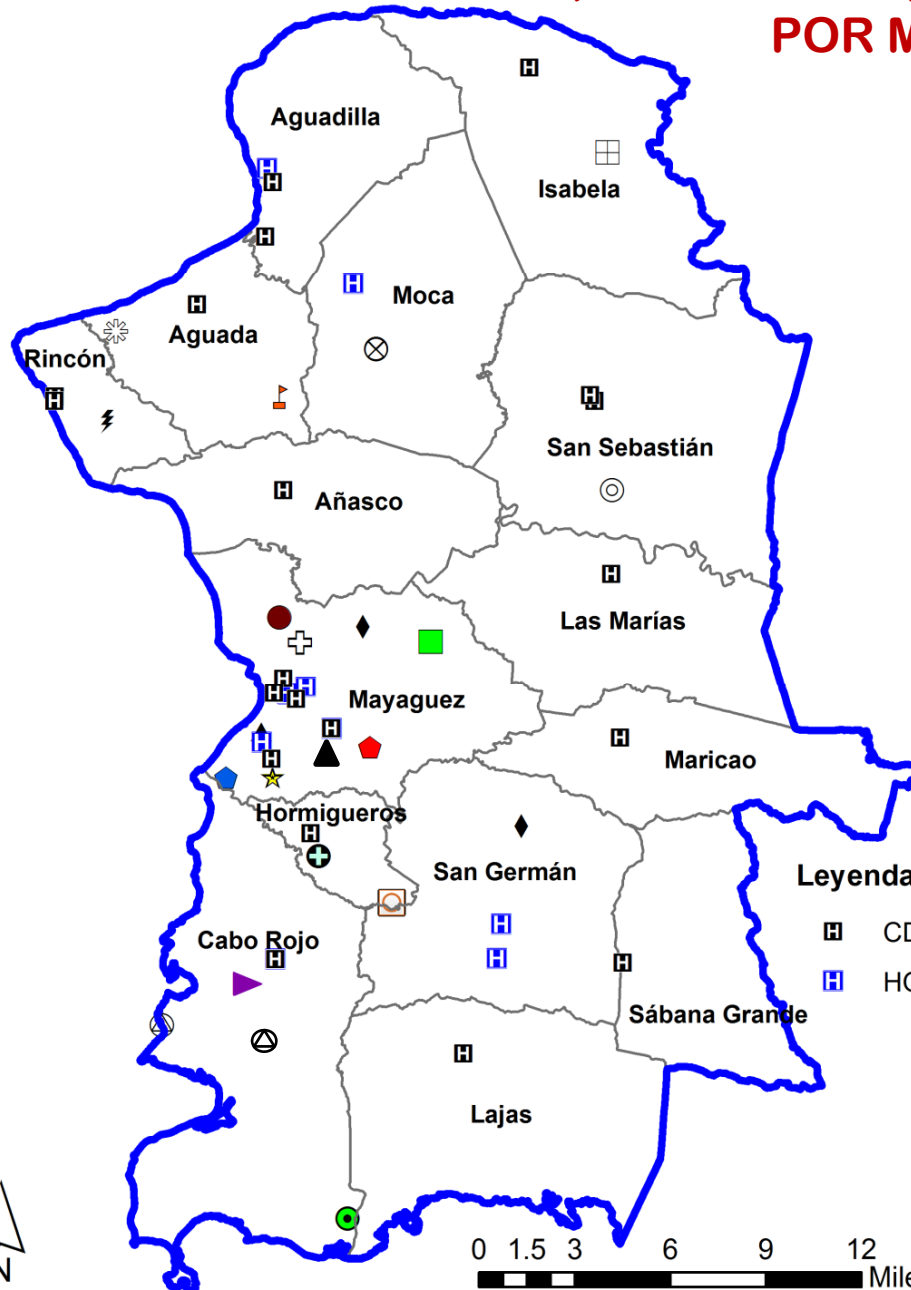 POR M
Aguadilla
Isabela
Moca
Aguada
Rincón
San Sebastián
Añasco
Las Marías
Mayaguez
Maricao
Hormigueros
San Germán
Leyenda
H CD
H HO
Cabo Rojo
Sábana Grande
Lajas
N
0 1.5 3 6 9 12
Mile